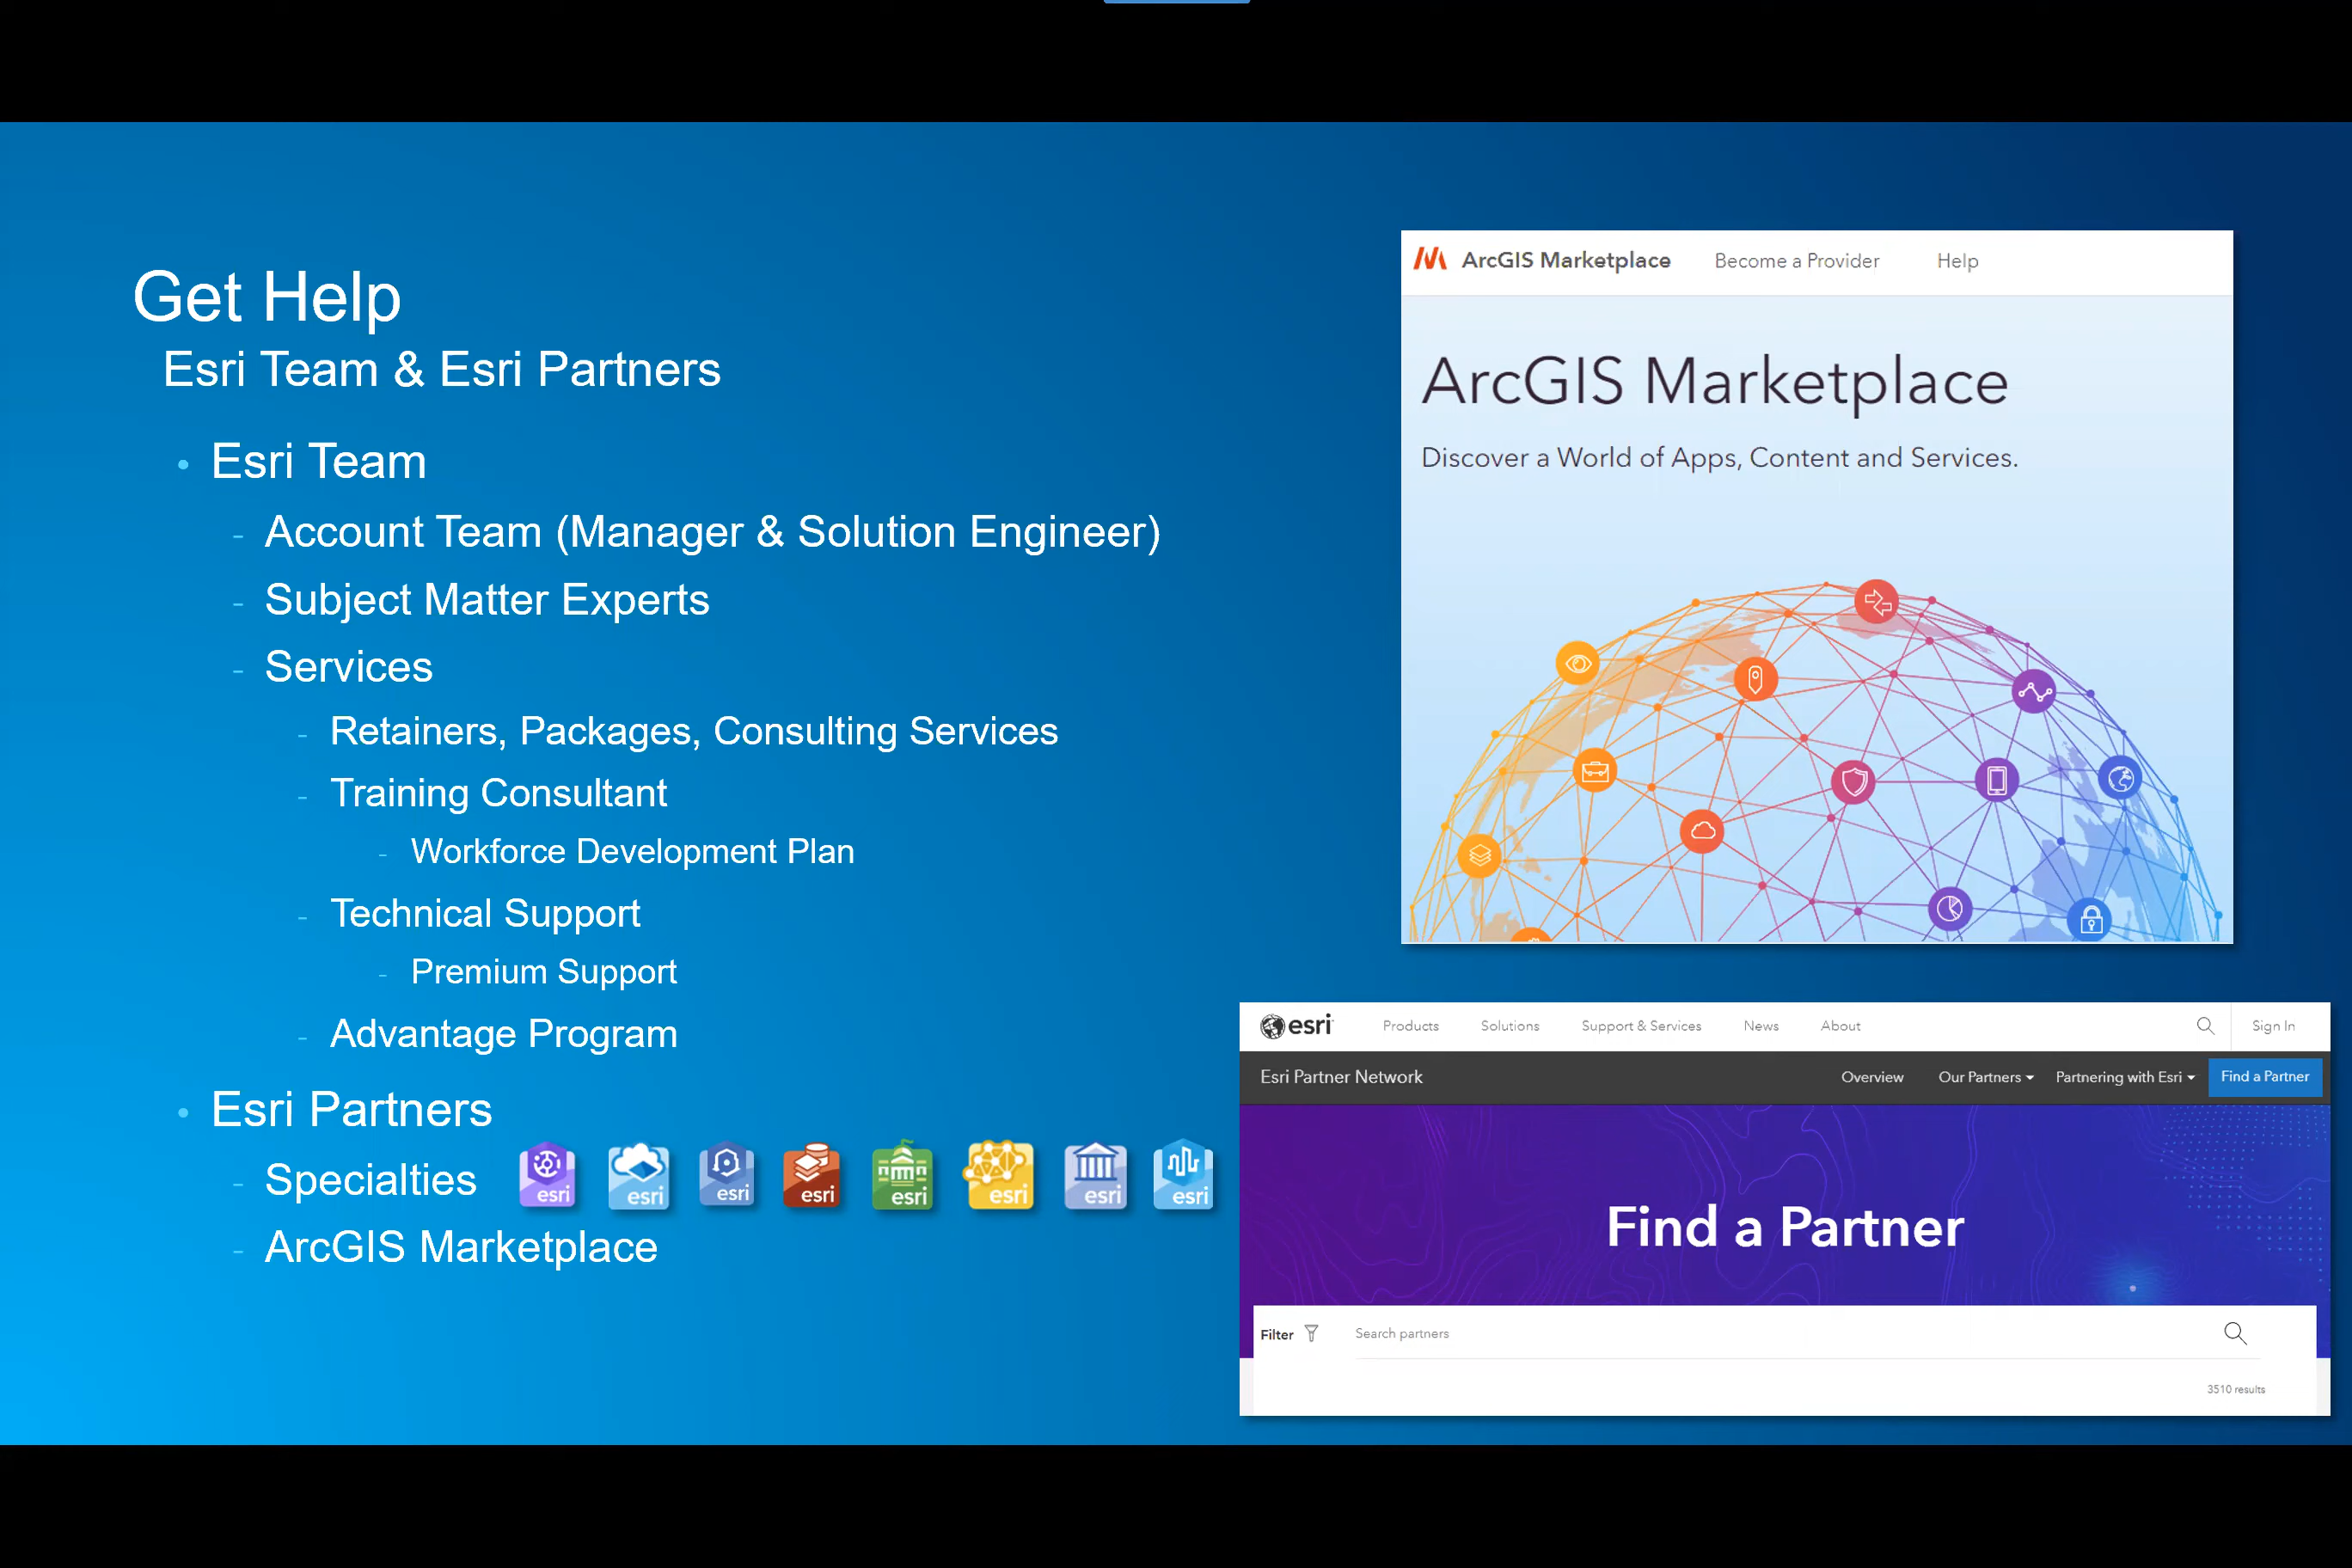 Get Help
Esri Team & Esri Partners
• Esri Team
- Account Team (Manager & Solution Engineer)
- Subject Matter Experts
- Services
- Retainers, Packages, Consulting Services
- Training Consultant
- Workforce Development Plan
- Technical Support
- Premium Support
- Advantage Program
• Esri Partners
- Specialties
esri esri esri esri esri esri esri esri
- ArcGIS Marketplace
ArcGIS Marketplace Become a Provider Help
ArcGIS Marketplace
Discover a World of Apps, Content and Services.
esri Products Solutions Support & Services News About Sign In
Esri Partner Network Overview Our Partners Partnering with Esri Find a Partner
Find a Partner
Filter Search partners
3510 results